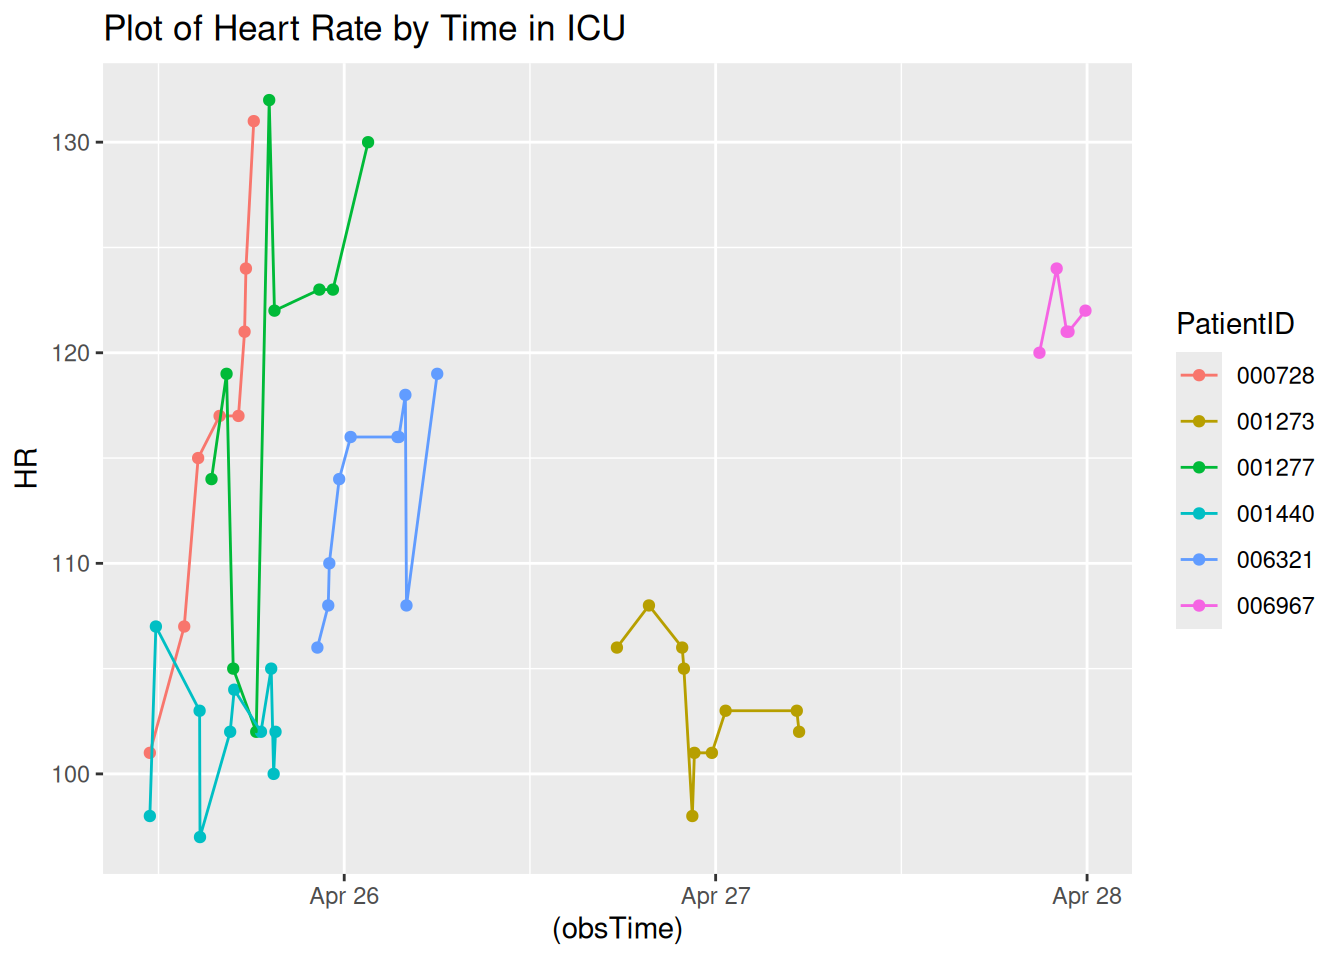 Plot of Heart Rate by Time in ICU
130
120
110
100
HR
Apr 26
Apr 27
Apr 28
(obsTime)
PatientID
000728
001273
001277
001440
006321
006967